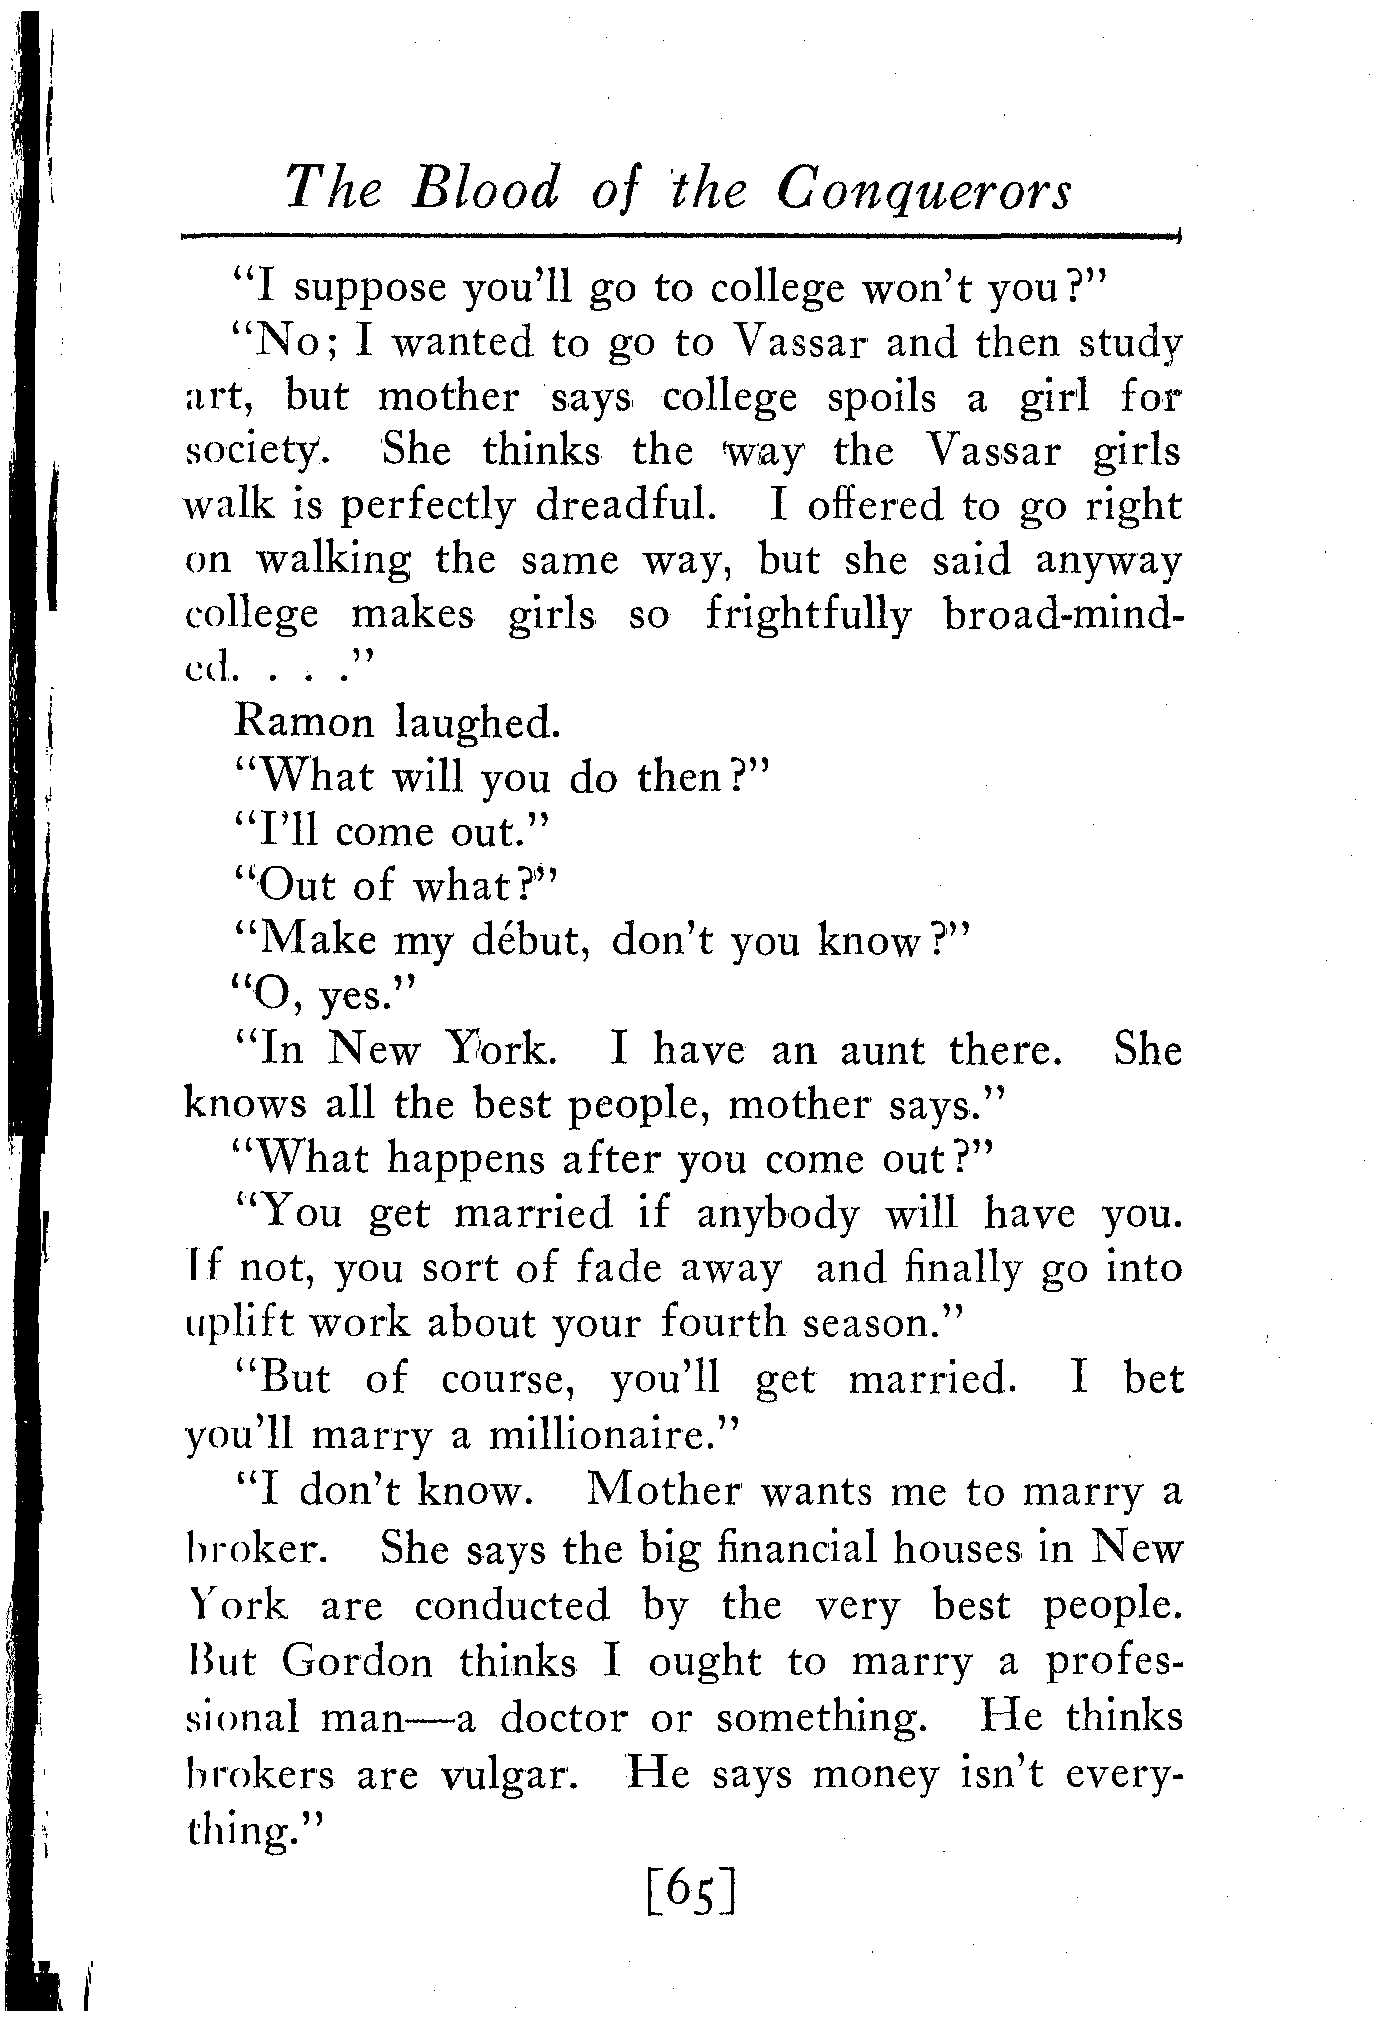 The Blood of the Conquerors
"I suppose you'll go to college won't you?"
"No; I wanted to go to Vassar and then study
art, but mother says college spoils a girl for
society. She thinks the way the Vassar girls
walk is perfectly dreadful. I offered to go right
on walking the same way, but she said anyway
college makes girls so frightfully broad-mind-
ed. . . ."
Ramon laughed.
"What will you do then?"
"I'll come out."
"Out of what?"
"Make my début, don't you know?"
"O, yes."
"In New York. I have an aunt there. She
knows all the best people, mother says."
"What happens after you come out?"
"You get married if anybody will have you.
If not, you sort of fade away and finally go into
uplift work about your fourth season."
"But of course, you'll get married. I bet
you'll marry a millionaire."
"I don't know. Mother wants me to marry a
broker. She says the big financial houses in New
York are conducted by the very best people.
But Gordon thinks I ought to marry a profes-
sional man—a doctor or something. He thinks
brokers are vulgar. He says money isn't every-
thing."
[65]